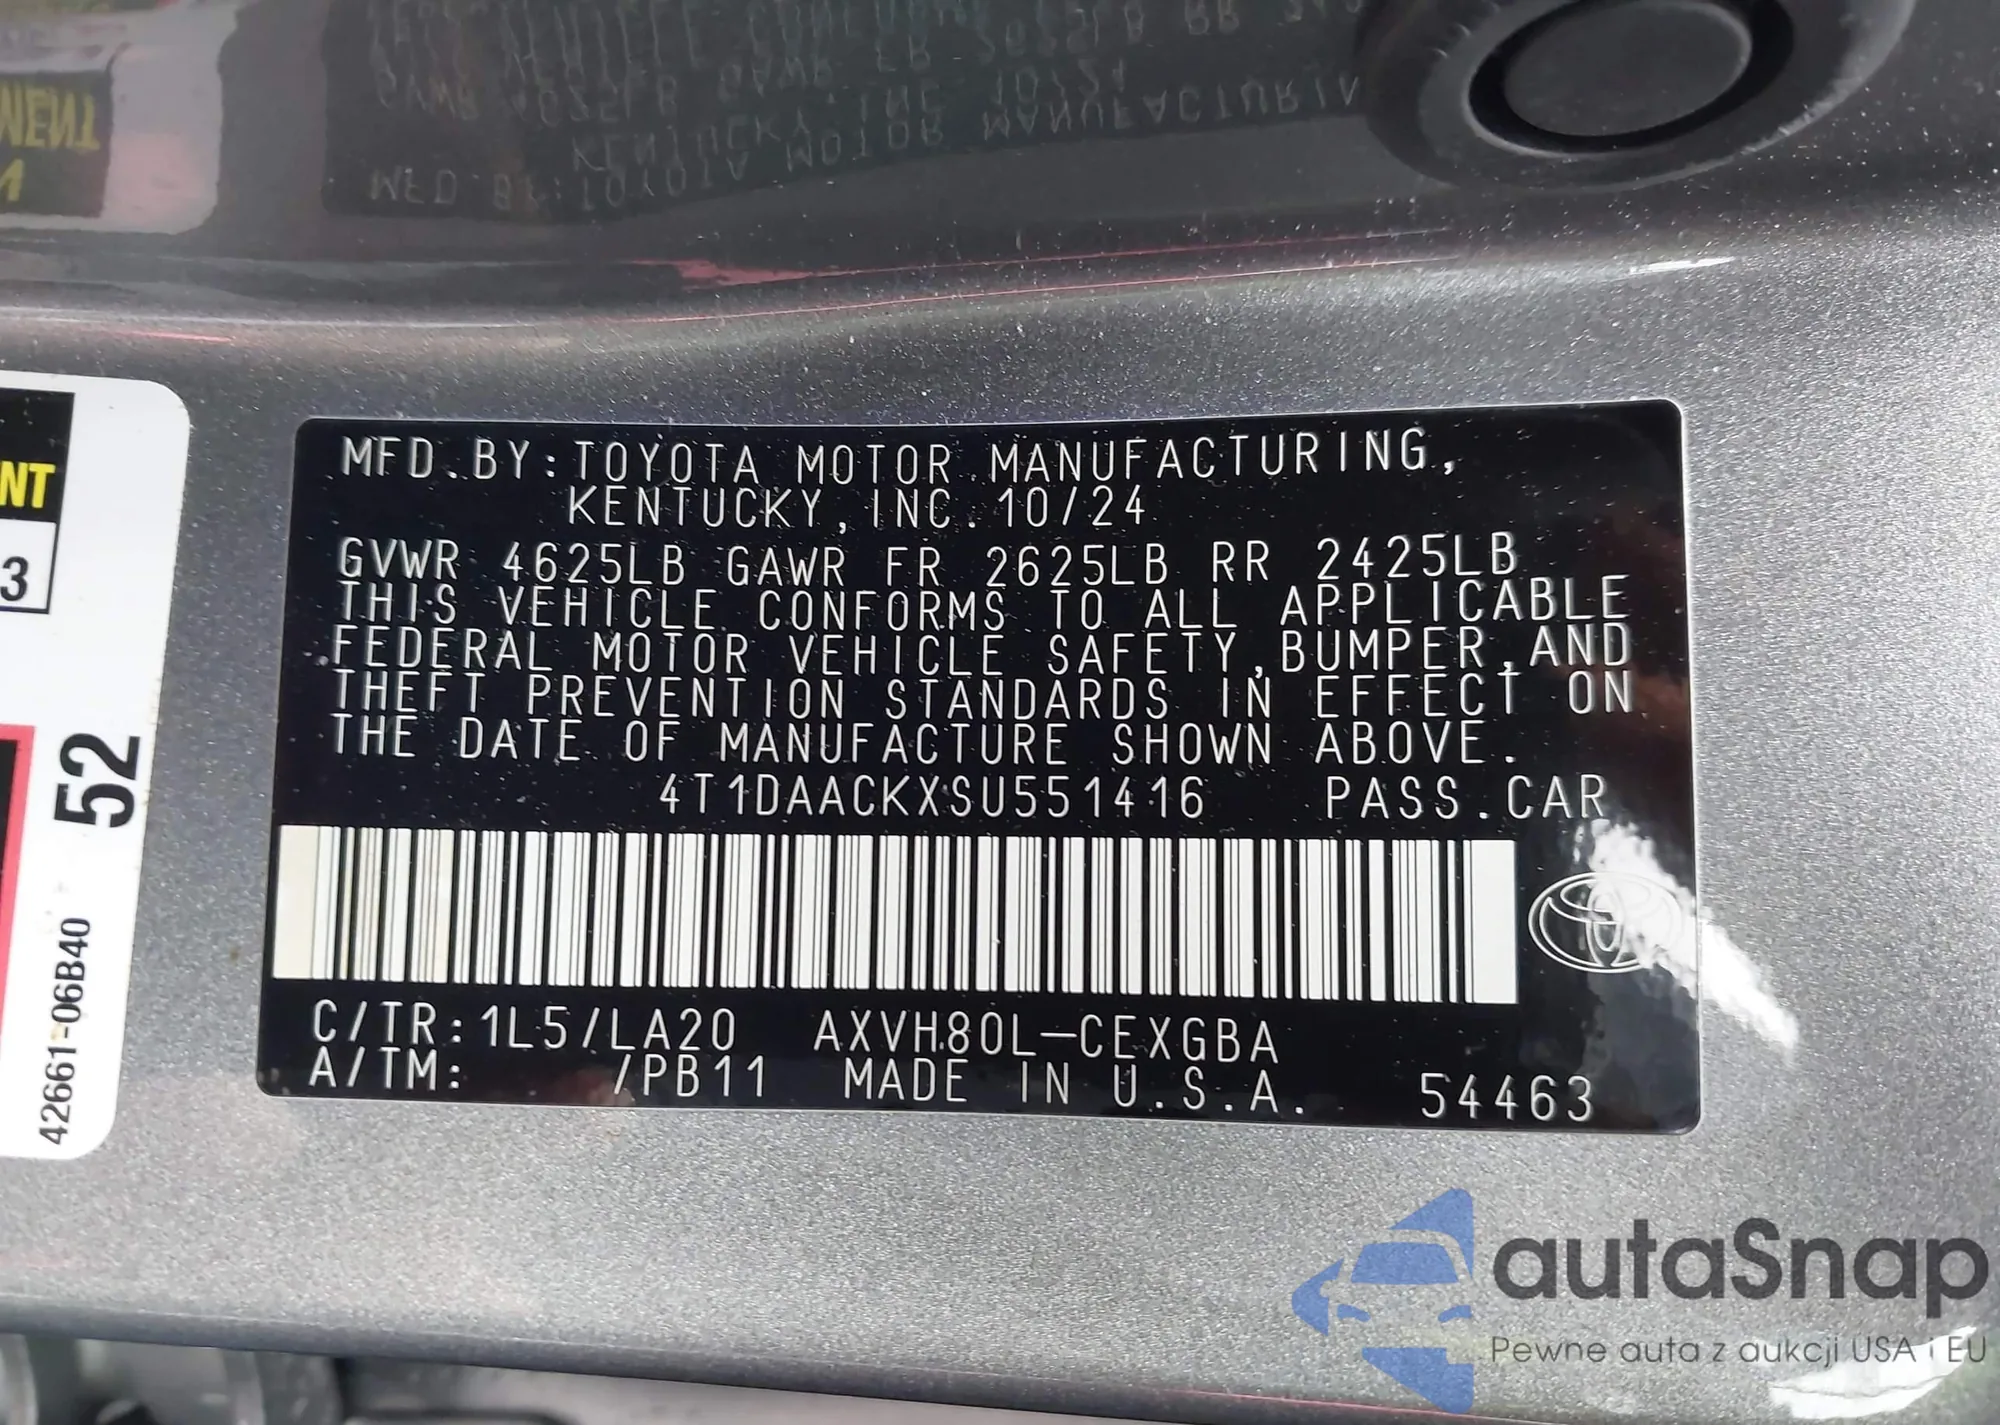 MFD.BY:TOYOTA MOTOR MANUFACTURING,
KENTUCKY,INC.10/24
GVWR 4625LB GAWR FR 2625LB RR 2425LB
THIS VEHICLE CONFORMS TO ALL APPLICABLE
FEDERAL MOTOR VEHICLE SAFETY,BUMPER,AND
THEFT PREVENTION STANDARDS IN EFFECT ON
THE DATE OF MANUFACTURE SHOWN ABOVE.
4T1DAACKXSU551416 PASS.CAR
C/TR:1L5/LA20 AXVH80L-CEXGBA
A/TM: /PB11 MADE IN U.S.A. 54463
NT
3
52
42661-06B40
autaSnap
Pewne auta z aukcji USA i EU